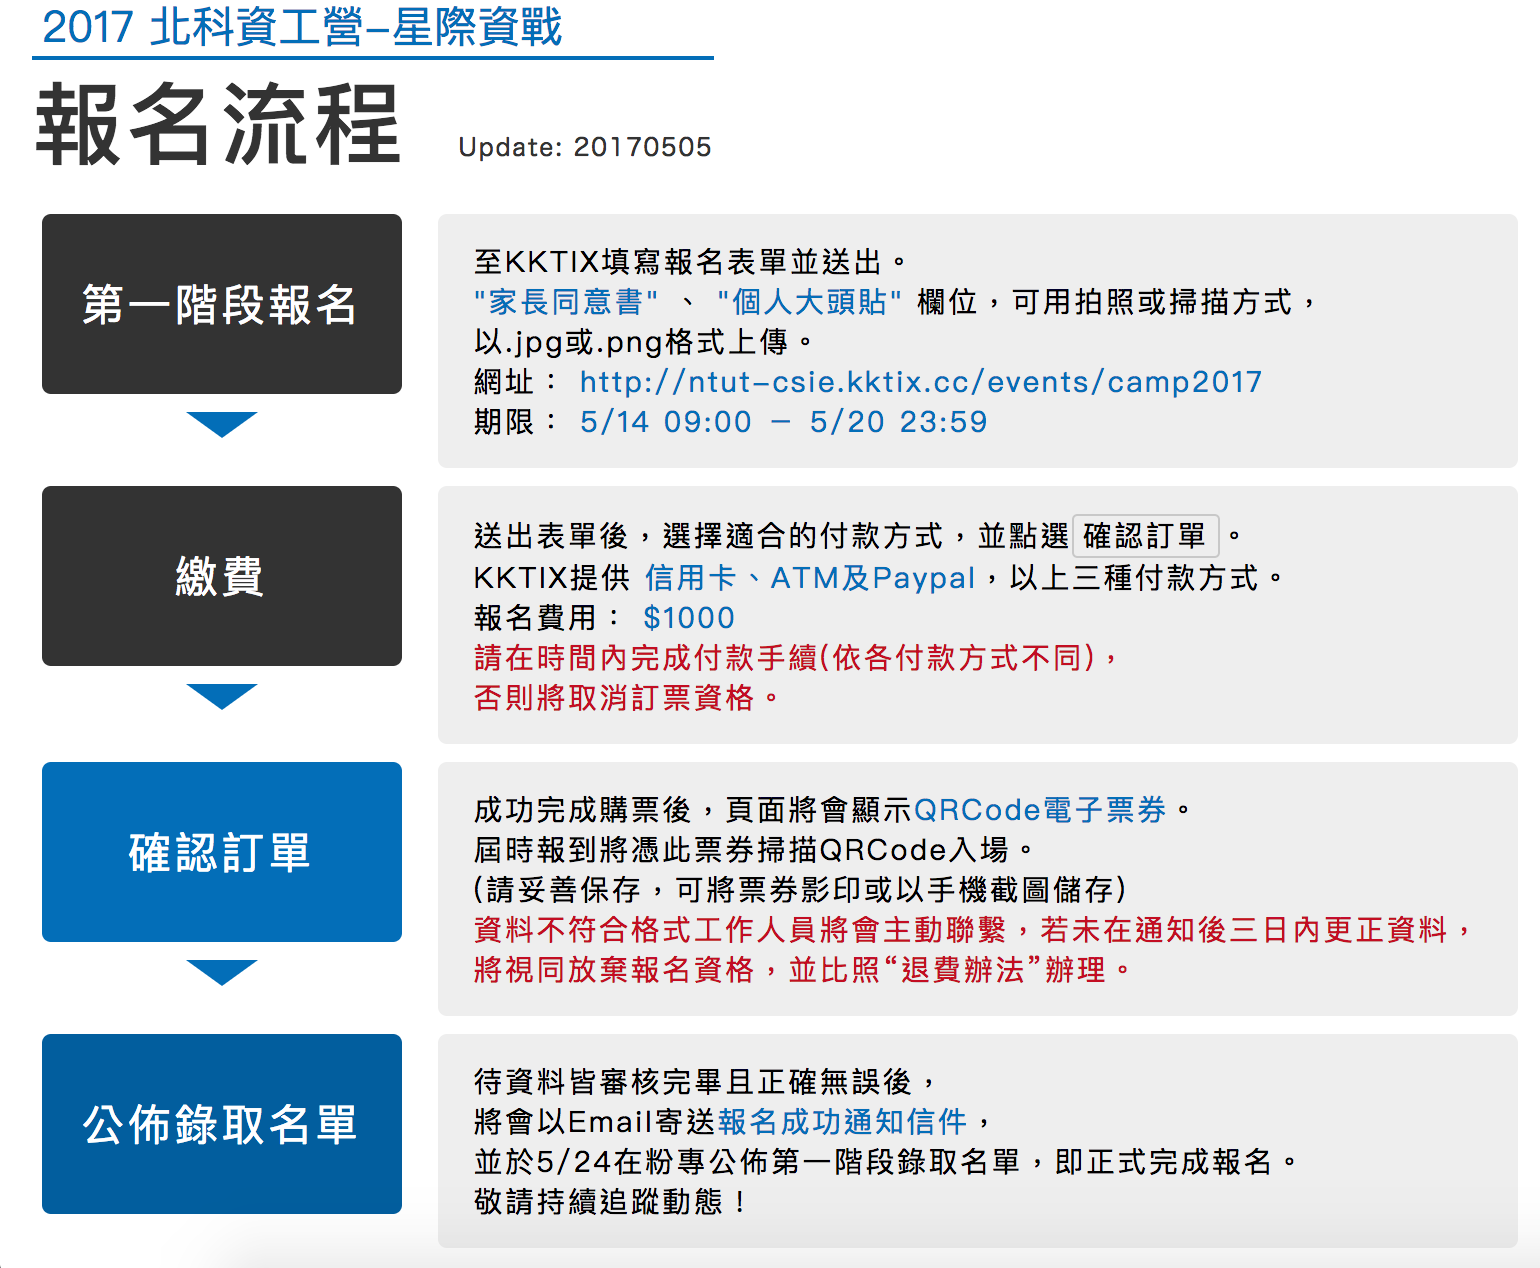 2017 北科資工營–星際資戰
報名流程
Update: 20170505
第一階段報名
至KKTIX填寫報名表單並送出。
"家長同意書" 、 "個人大頭貼" 欄位，可用拍照或掃描方式，
以.jpg或.png格式上傳。
網址： http://ntut-csie.kktix.cc/events/camp2017
期限： 5/14 09:00 － 5/20 23:59
繳費
送出表單後，選擇適合的付款方式，並點選 確認訂單 。
KKTIX提供 信用卡、ATM及Paypal，以上三種付款方式。
報名費用： $1000
請在時間內完成付款手續(依各付款方式不同)，
否則將取消訂票資格。
確認訂單
成功完成購票後，頁面將會顯示QRCode電子票券。
屆時報到將憑此票券掃描QRCode入場。
(請妥善保存，可將票券影印或以手機截圖儲存)
資料不符合格式工作人員將會主動聯繫，若未在通知後三日內更正資料，
將視同放棄報名資格，並比照“退費辦法”辦理。
公佈錄取名單
待資料皆審核完畢且正確無誤後，
將會以Email寄送報名成功通知信件，
並於5/24在粉專公佈第一階段錄取名單，即正式完成報名。
敬請持續追蹤動態！